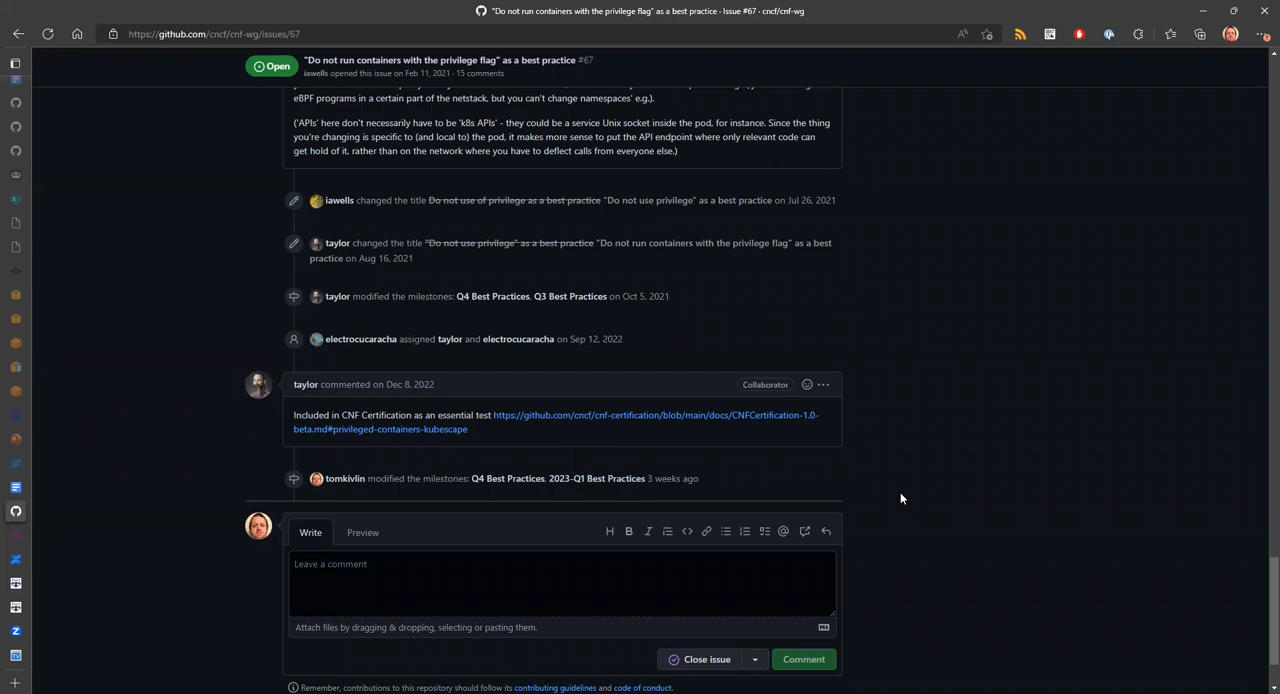 "Do not run containers with the privilege flag" as a best practice · Issue #67 · cncf/cnf-wg
https://github.com/cncf/cnf-wg/issues/67
Open
"Do not run containers with the privilege flag" as a best practice #67
iawells opened this issue on Feb 11, 2021 · 15 comments
eBPF programs in a certain part of the netstack, but you can't change namespaces' e.g.).
('APIs' here don't necessarily have to be 'k8s APIs' - they could be a service Unix socket inside the pod, for instance. Since the thing
you're changing is specific to (and local to) the pod, it makes more sense to put the API endpoint where only relevant code can
get hold of it, rather than on the network where you have to deflect calls from everyone else.)
iawells changed the title Do not use of privilege as a best practice "Do not use privilege" as a best practice on Jul 26, 2021
taylor changed the title "Do not use privilege" as a best practice "Do not run containers with the privilege flag" as a best
practice on Aug 16, 2021
taylor modified the milestones: Q4 Best Practices, Q3 Best Practices on Oct 5, 2021
electrocucaracha assigned taylor and electrocucaracha on Sep 12, 2022
taylor commented on Dec 8, 2022
Collaborator
Included in CNF Certification as an essential test https://github.com/cncf/cnf-certification/blob/main/docs/CNFCertification-1.0-
beta.md#privileged-containers-kubescape
tomkivlin modified the milestones: Q4 Best Practices, 2023-Q1 Best Practices 3 weeks ago
Write
Preview
Leave a comment
Attach files by dragging & dropping, selecting or pasting them.
Close issue
Comment
Remember, contributions to this repository should follow its contributing guidelines and code of conduct.